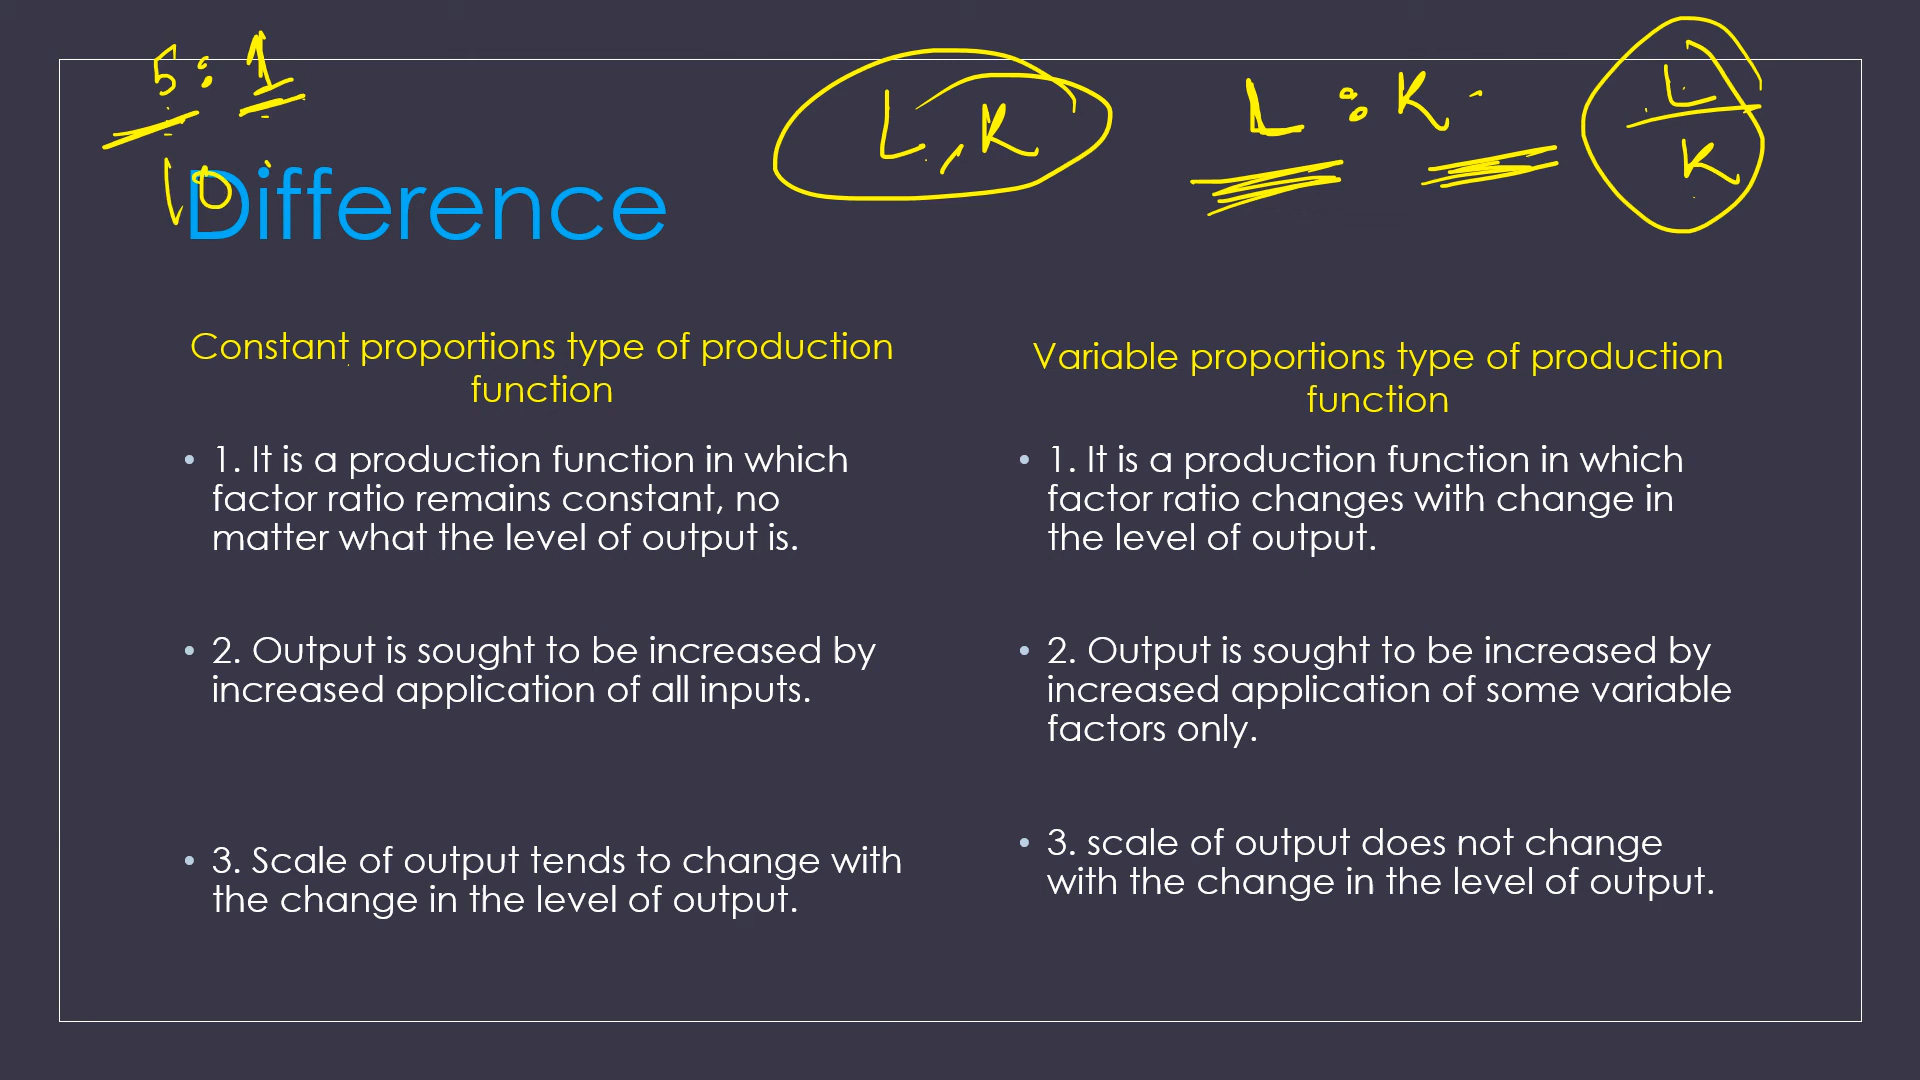 5 : 1
L, K
L : K
L
K
10
Difference
Constant proportions type of production
function
• 1. It is a production function in which
factor ratio remains constant, no
matter what the level of output is.
• 2. Output is sought to be increased by
increased application of all inputs.
• 3. Scale of output tends to change with
the change in the level of output.
Variable proportions type of production
function
• 1. It is a production function in which
factor ratio changes with change in
the level of output.
• 2. Output is sought to be increased by
increased application of some variable
factors only.
• 3. scale of output does not change
with the change in the level of output.